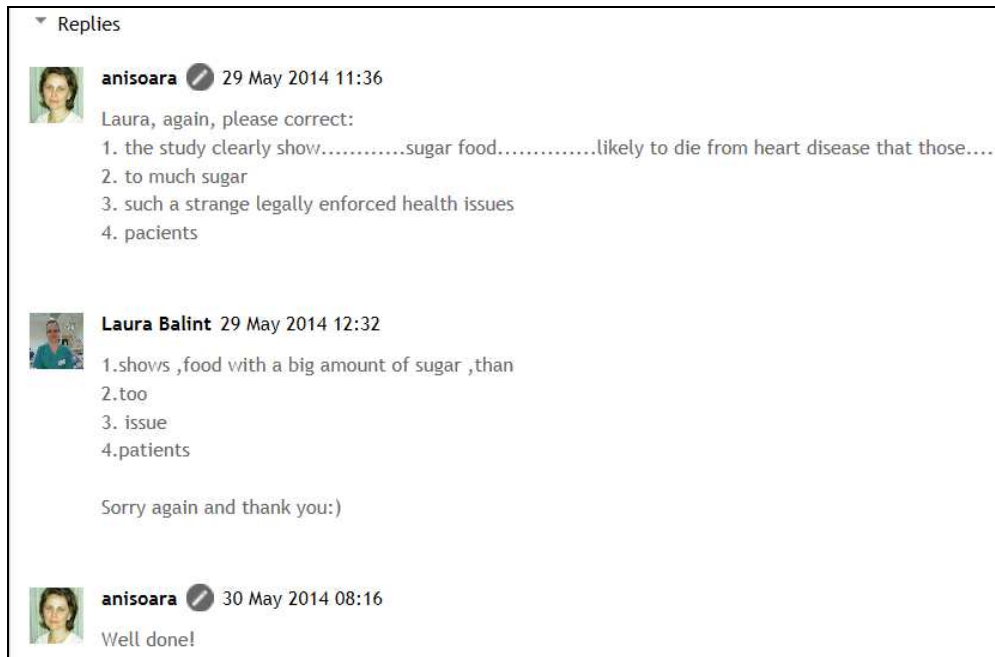 Replies
anisoara 29 May 2014 11:36
Laura, again, please correct:
1. the study clearly show............sugar food..............likely to die from heart disease that those....
2. to much sugar
3. such a strange legally enforced health issues
4. pacients
Laura Balint 29 May 2014 12:32
1.shows ,food with a big amount of sugar ,than
2.too
3. issue
4.patients
Sorry again and thank you:)
anisoara 30 May 2014 08:16
Well done!